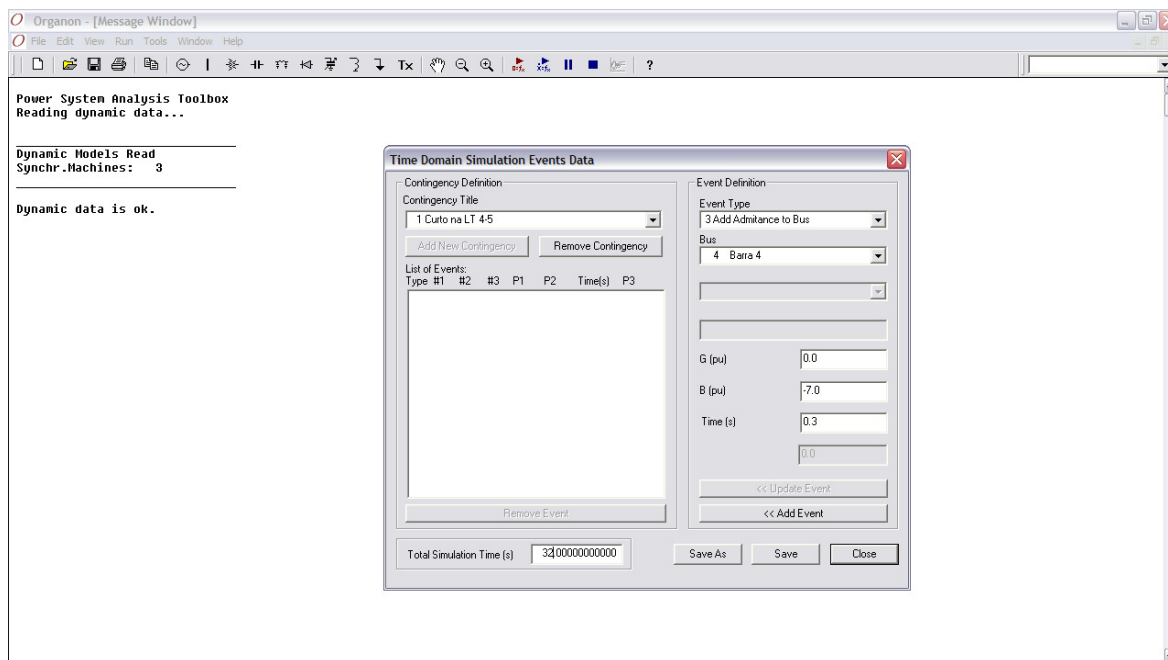 Organon - [Message Window]
File Edit View Run Tools Window Help
Tx ?
Power System Analysis Toolbox
Reading dynamic data...
Dynamic Models Read
Synchr.Machines: 3
Dynamic data is ok.
Time Domain Simulation Events Data
Contingency Definition
Contingency Title
1 Curto na LT 4-5
Add New Contingency Remove Contingency
List of Events:
Type #1 #2 #3 P1 P2 Time(s) P3
Remove Event
Event Definition
Event Type
3 Add Admitance to Bus
Bus
4 Barra 4
G (pu) 0.0
B (pu) -7.0
Time (s) 0.3
0.0
<< Update Event
<< Add Event
Total Simulation Time (s) 32.00000000000
Save As Save Close